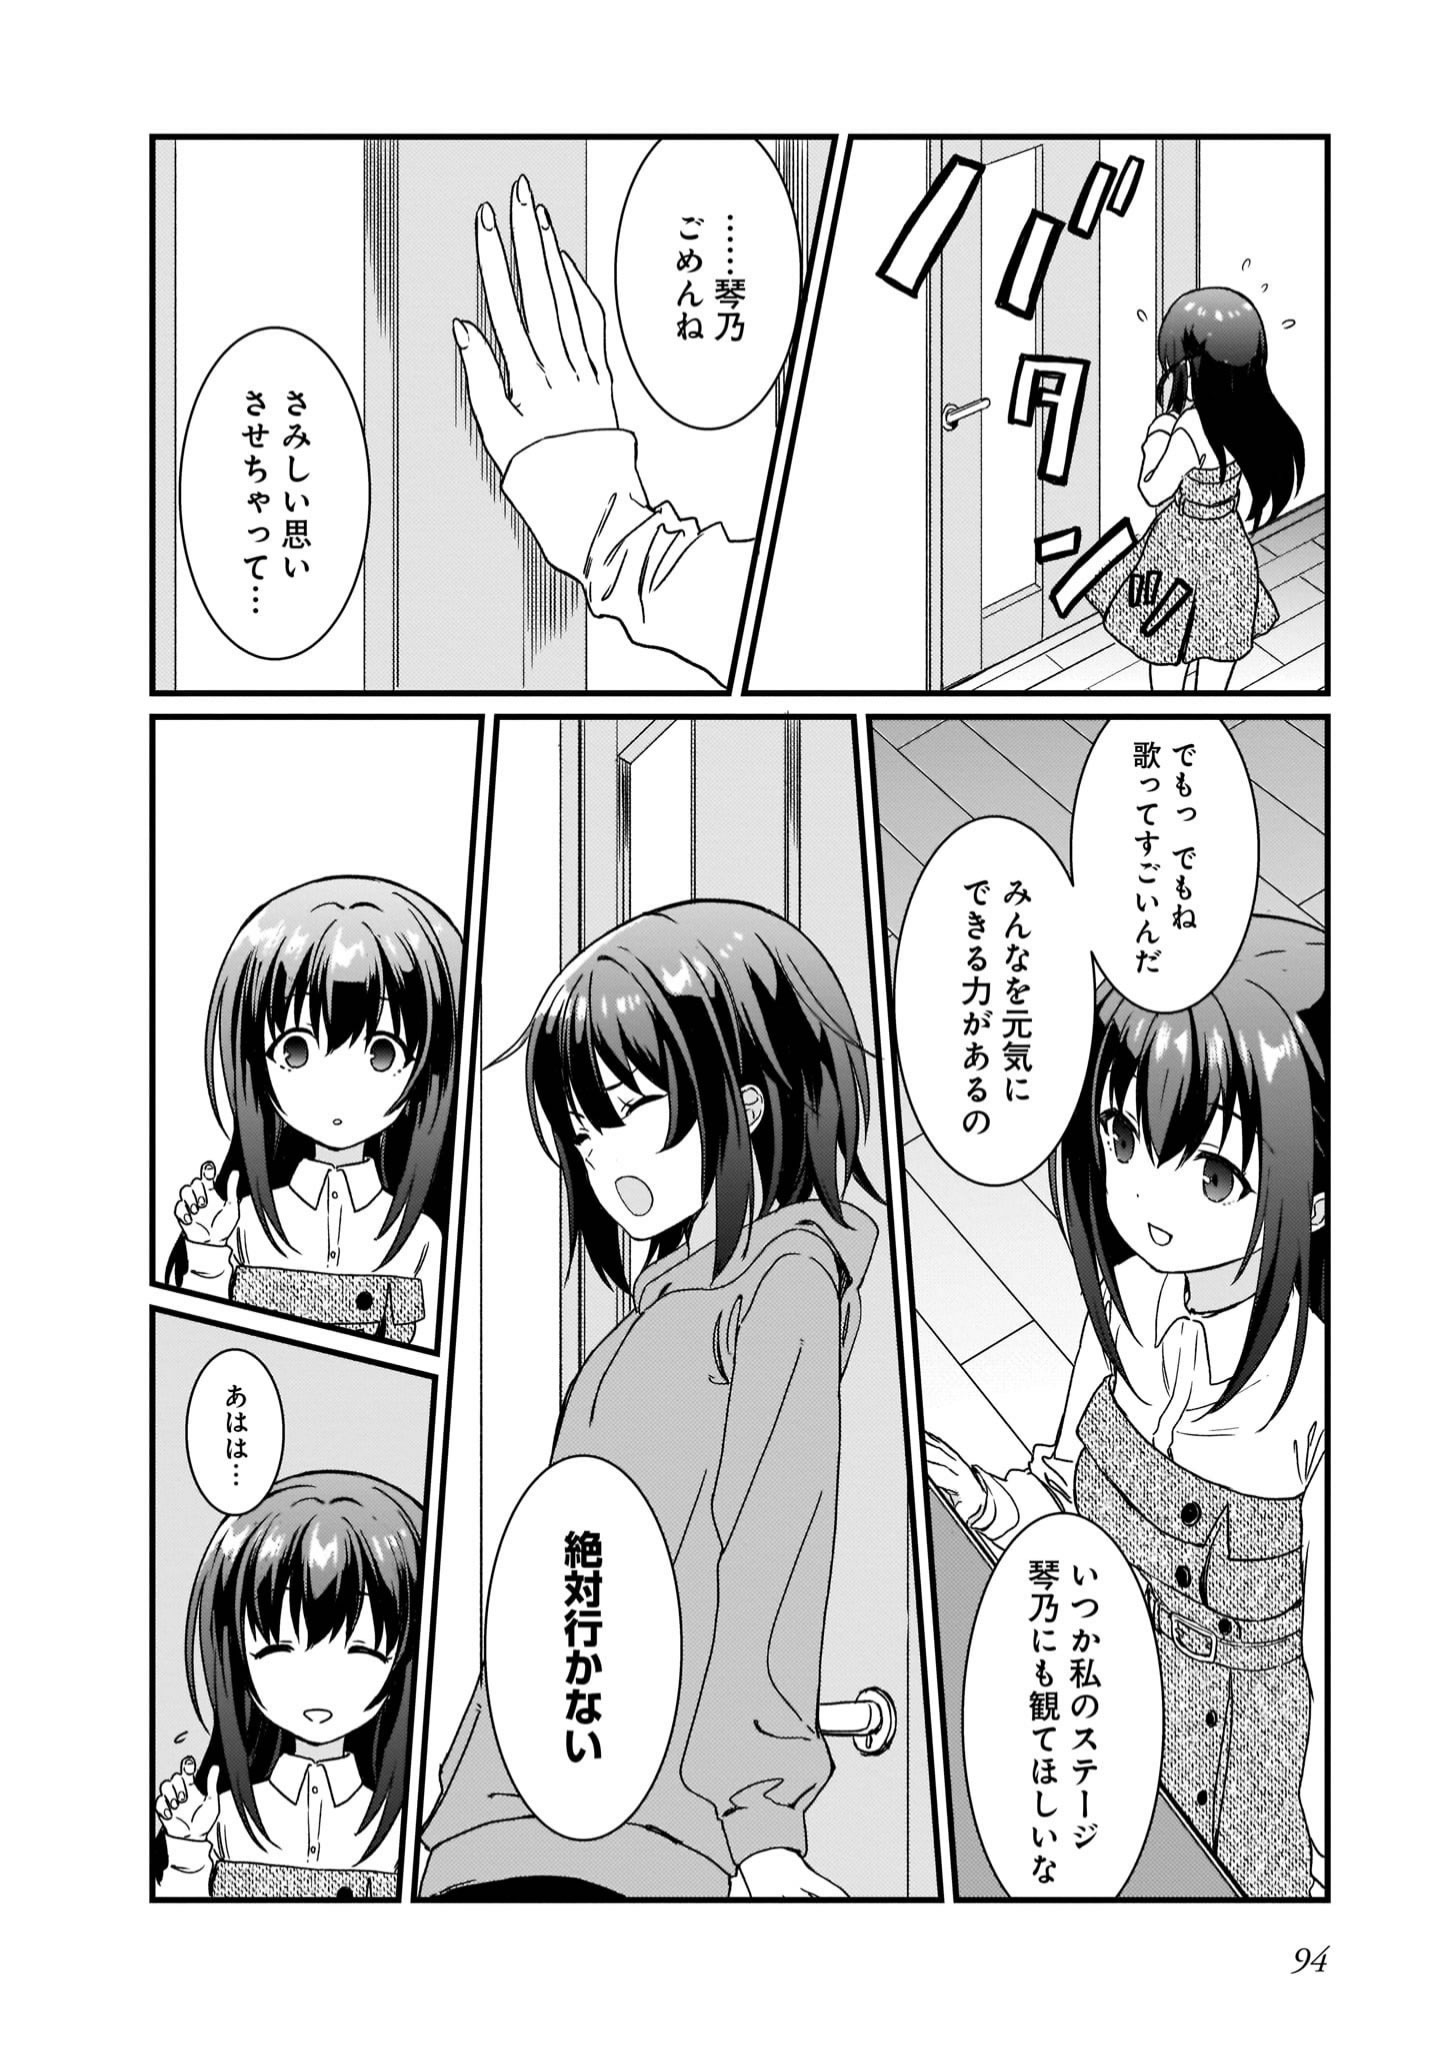 バタンッ
……琴乃
ごめんね
さみしい思い
させちゃって…
でもっ でもね
歌ってすごいんだ
みんなを元気に
できる力があるの
いつか私のステージ
琴乃にも観てほしいな
絶対行かない
あはは…
94